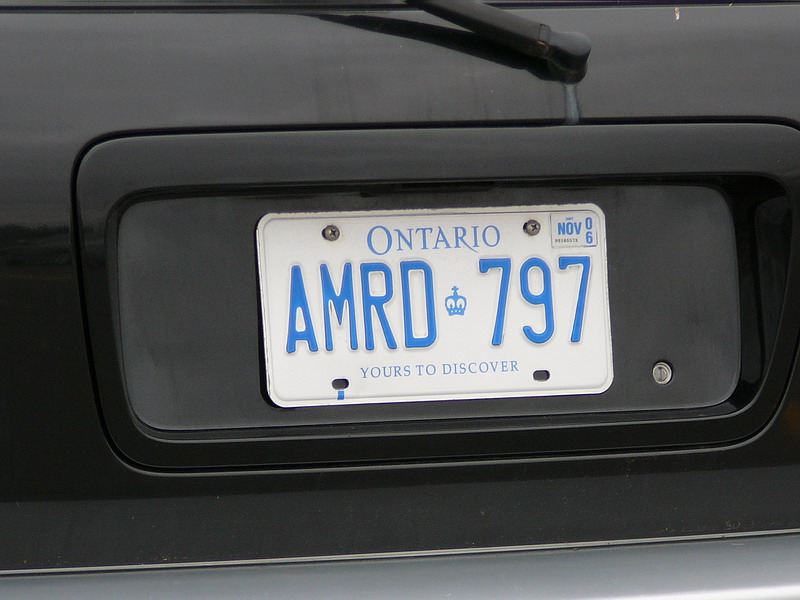 ONTARIO
NOV 06
AMRD 797
YOURS TO DISCOVER